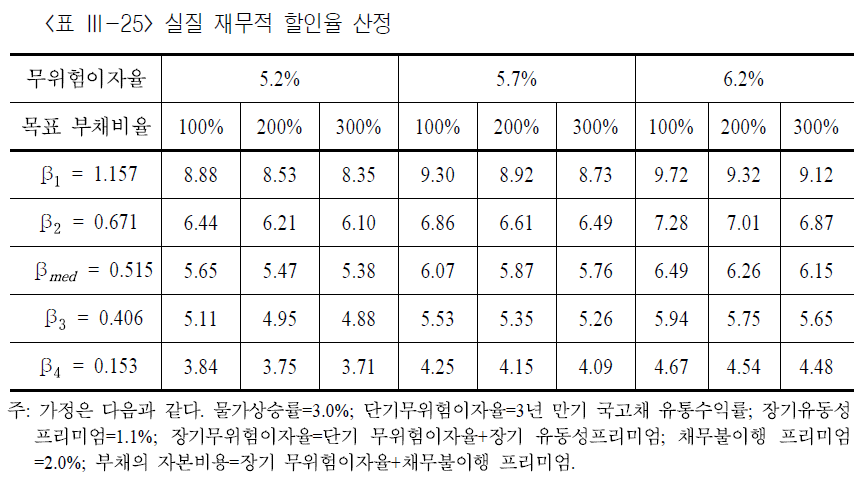 <표 Ⅲ-25> 실질 재무적 할인율 산정
무위험이자율 5.2% 5.7% 6.2%
목표 부채비율 100% 200% 300% 100% 200% 300% 100% 200% 300%
β1 = 1.157 8.88 8.53 8.35 9.30 8.92 8.73 9.72 9.32 9.12
β2 = 0.671 6.44 6.21 6.10 6.86 6.61 6.49 7.28 7.01 6.87
βmed = 0.515 5.65 5.47 5.38 6.07 5.87 5.76 6.49 6.26 6.15
β3 = 0.406 5.11 4.95 4.88 5.53 5.35 5.26 5.94 5.75 5.65
β4 = 0.153 3.84 3.75 3.71 4.25 4.15 4.09 4.67 4.54 4.48
주: 가정은 다음과 같다. 물가상승률=3.0%; 단기무위험이자율=3년 만기 국고채 유통수익률; 장기유동성
프리미엄=1.1%; 장기무위험이자율=단기 무위험이자율+장기 유동성프리미엄; 채무불이행 프리미엄
=2.0%; 부채의 자본비용=장기 무위험이자율+채무불이행 프리미엄.